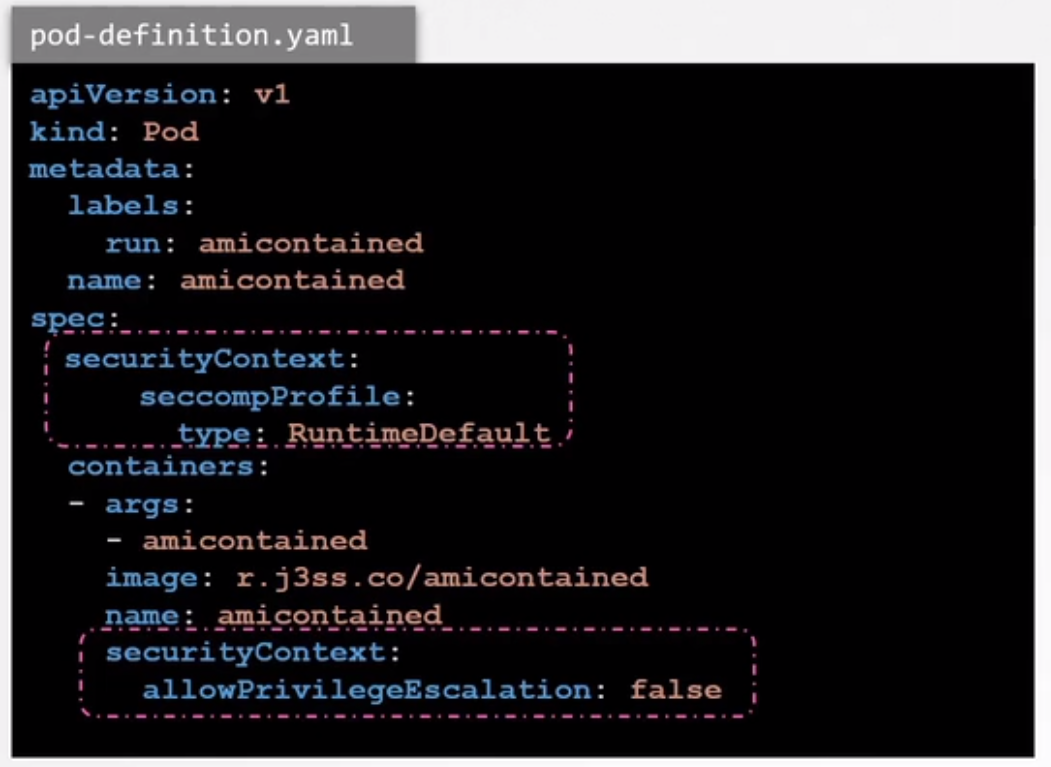 pod-definition.yaml
apiVersion: v1
kind: Pod
metadata:
  labels:
    run: amicontained
  name: amicontained
spec:
  securityContext:
      seccompProfile:
        type: RuntimeDefault
  containers:
  - args:
    - amicontained
    image: r.j3ss.co/amicontained
    name: amicontained
    securityContext:
      allowPrivilegeEscalation: false